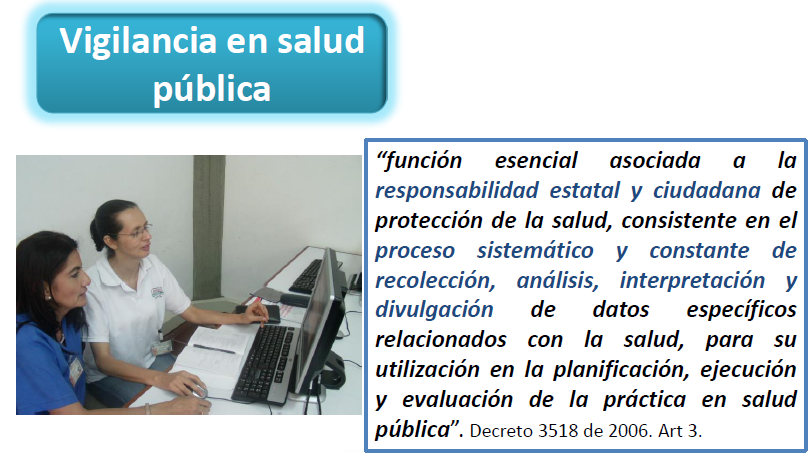 Vigilancia en salud
pública
“función esencial asociada a la
responsabilidad estatal y ciudadana de
protección de la salud, consistente en el
proceso sistemático y constante de
recolección, análisis, interpretación y
divulgación de datos específicos
relacionados con la salud, para su
utilización en la planificación, ejecución
y evaluación de la práctica en salud
pública”. Decreto 3518 de 2006. Art 3.